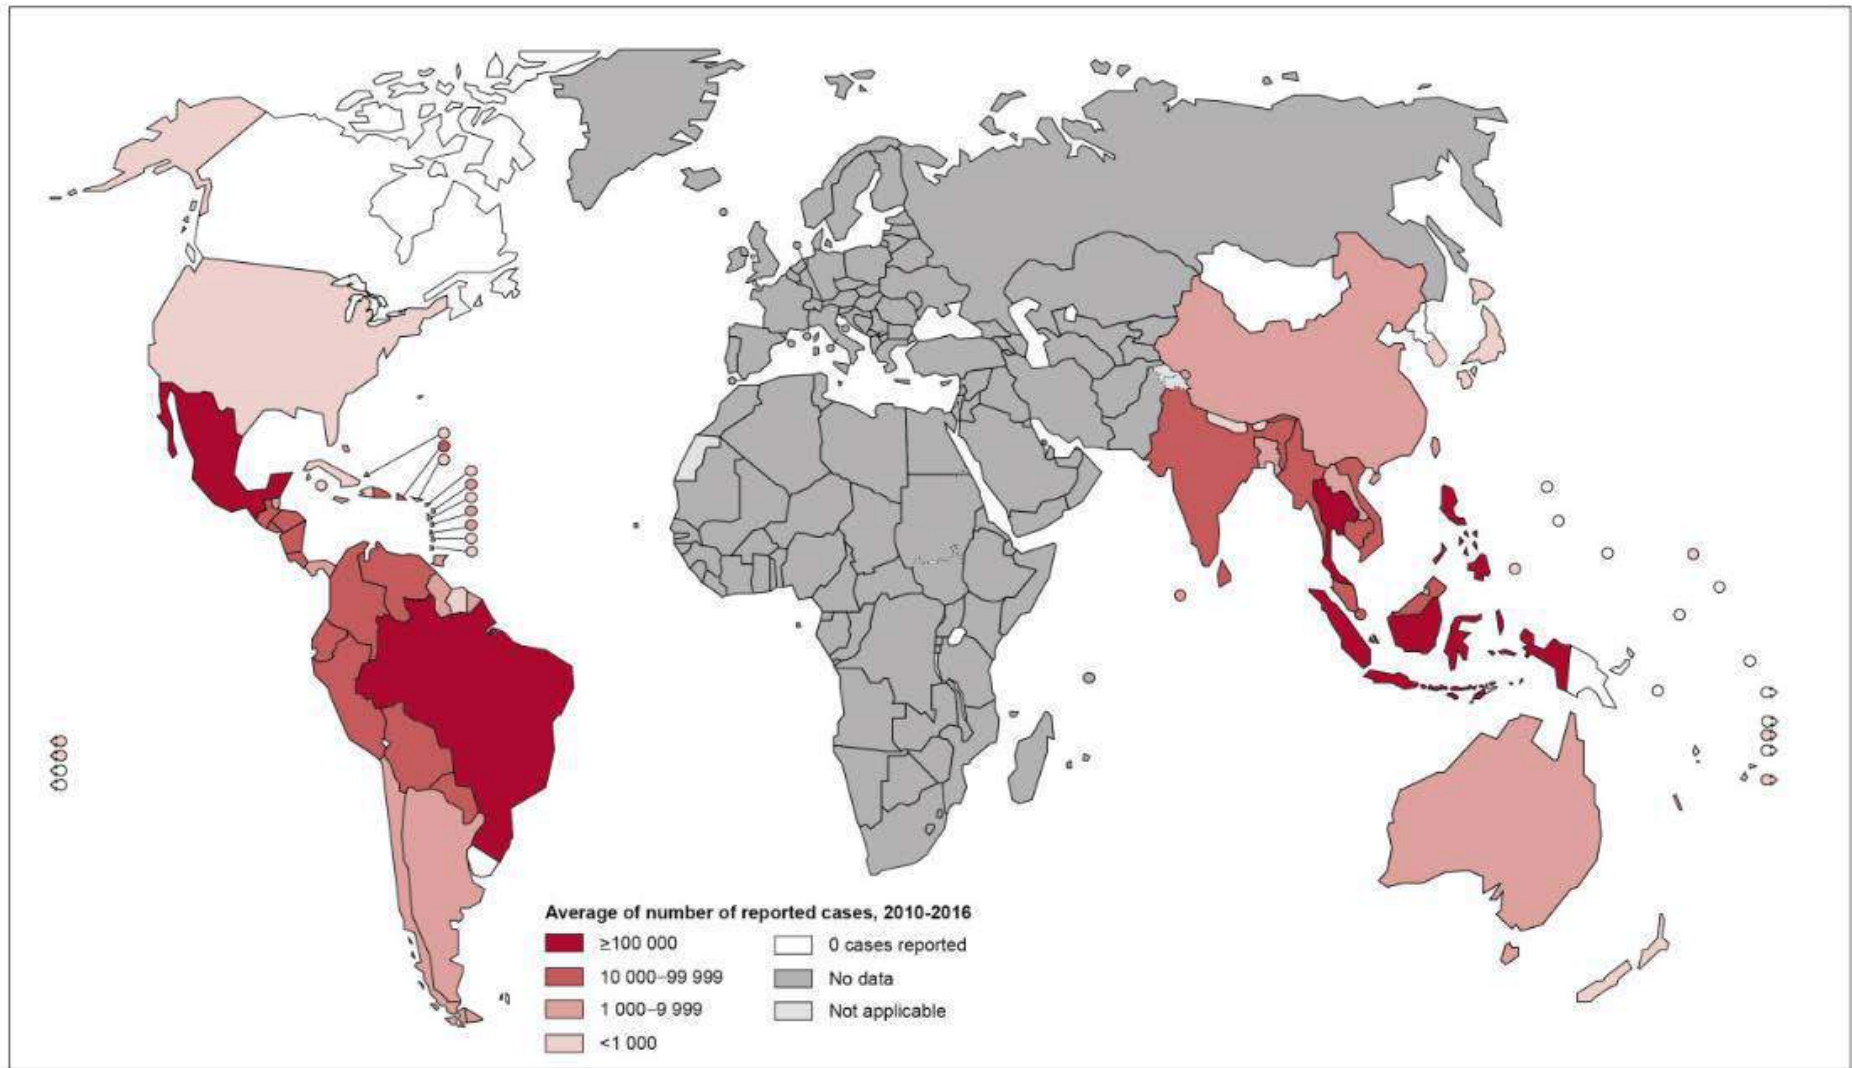 Average of number of reported cases, 2010-2016
≥100 000
10 000–99 999
1 000–9 999
<1 000
0 cases reported
No data
Not applicable